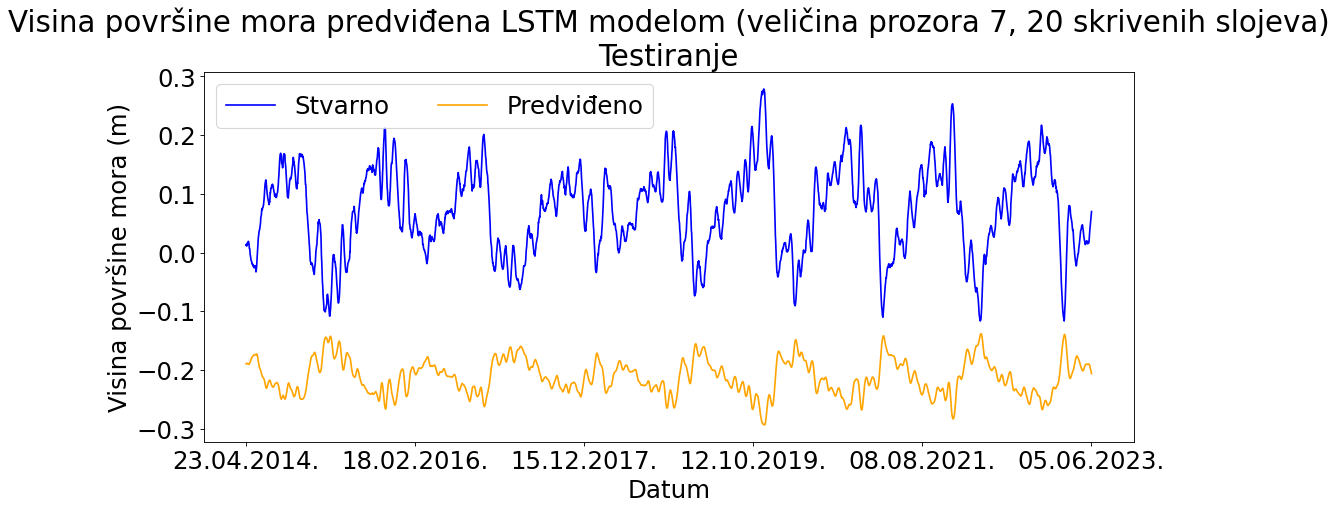 Visina površine mora predviđena LSTM modelom (veličina prozora 7, 20 skrivenih slojeva)
Testiranje
Stvarno Predviđeno
Visina površine mora (m)
0.3
0.2
0.1
0.0
−0.1
−0.2
−0.3
23.04.2014. 18.02.2016. 15.12.2017. 12.10.2019. 08.08.2021. 05.06.2023.
Datum